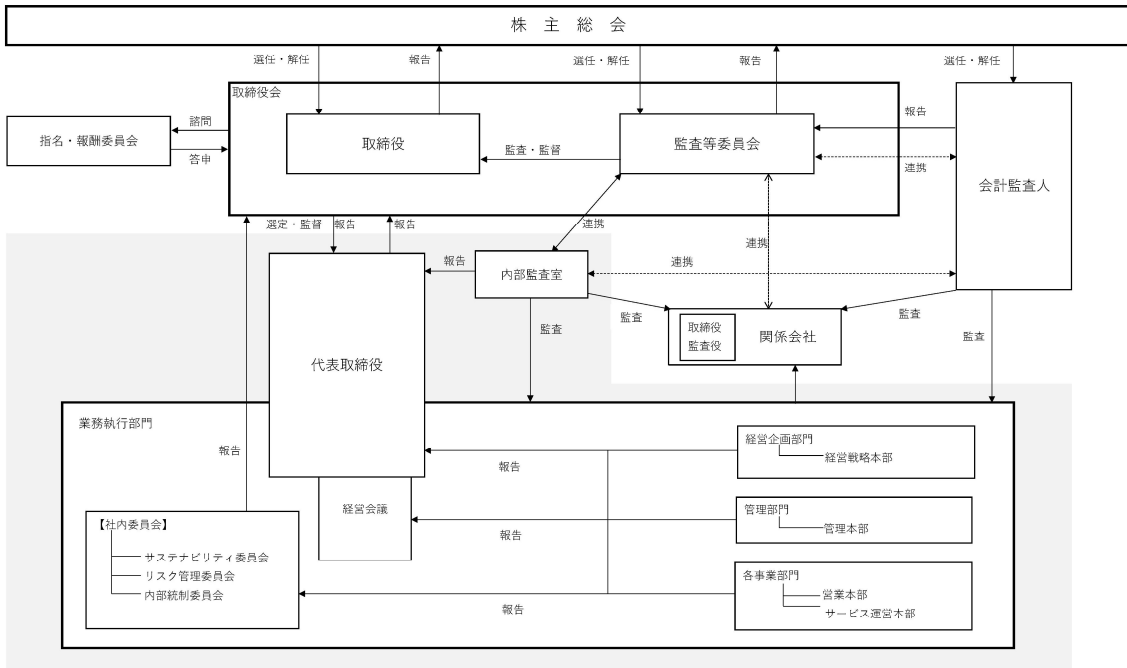 株主総会
選任・解任
報告
選任・解任
報告
選任・解任
取締役会
諮問
答申
指名・報酬委員会
取締役
監査・監督
監査等委員会
報告
連携
会計監査人
選定・監督
報告
報告
連携
連携
報告
内部監査室
連携
監査
監査
取締役
監査役
関係会社
監査
監査
代表取締役
業務執行部門
報告
報告
経営企画部門
経営戦略本部
経営会議
報告
管理部門
管理本部
【社内委員会】
サステナビリティ委員会
リスク管理委員会
内部統制委員会
報告
各事業部門
営業本部
サービス運営本部